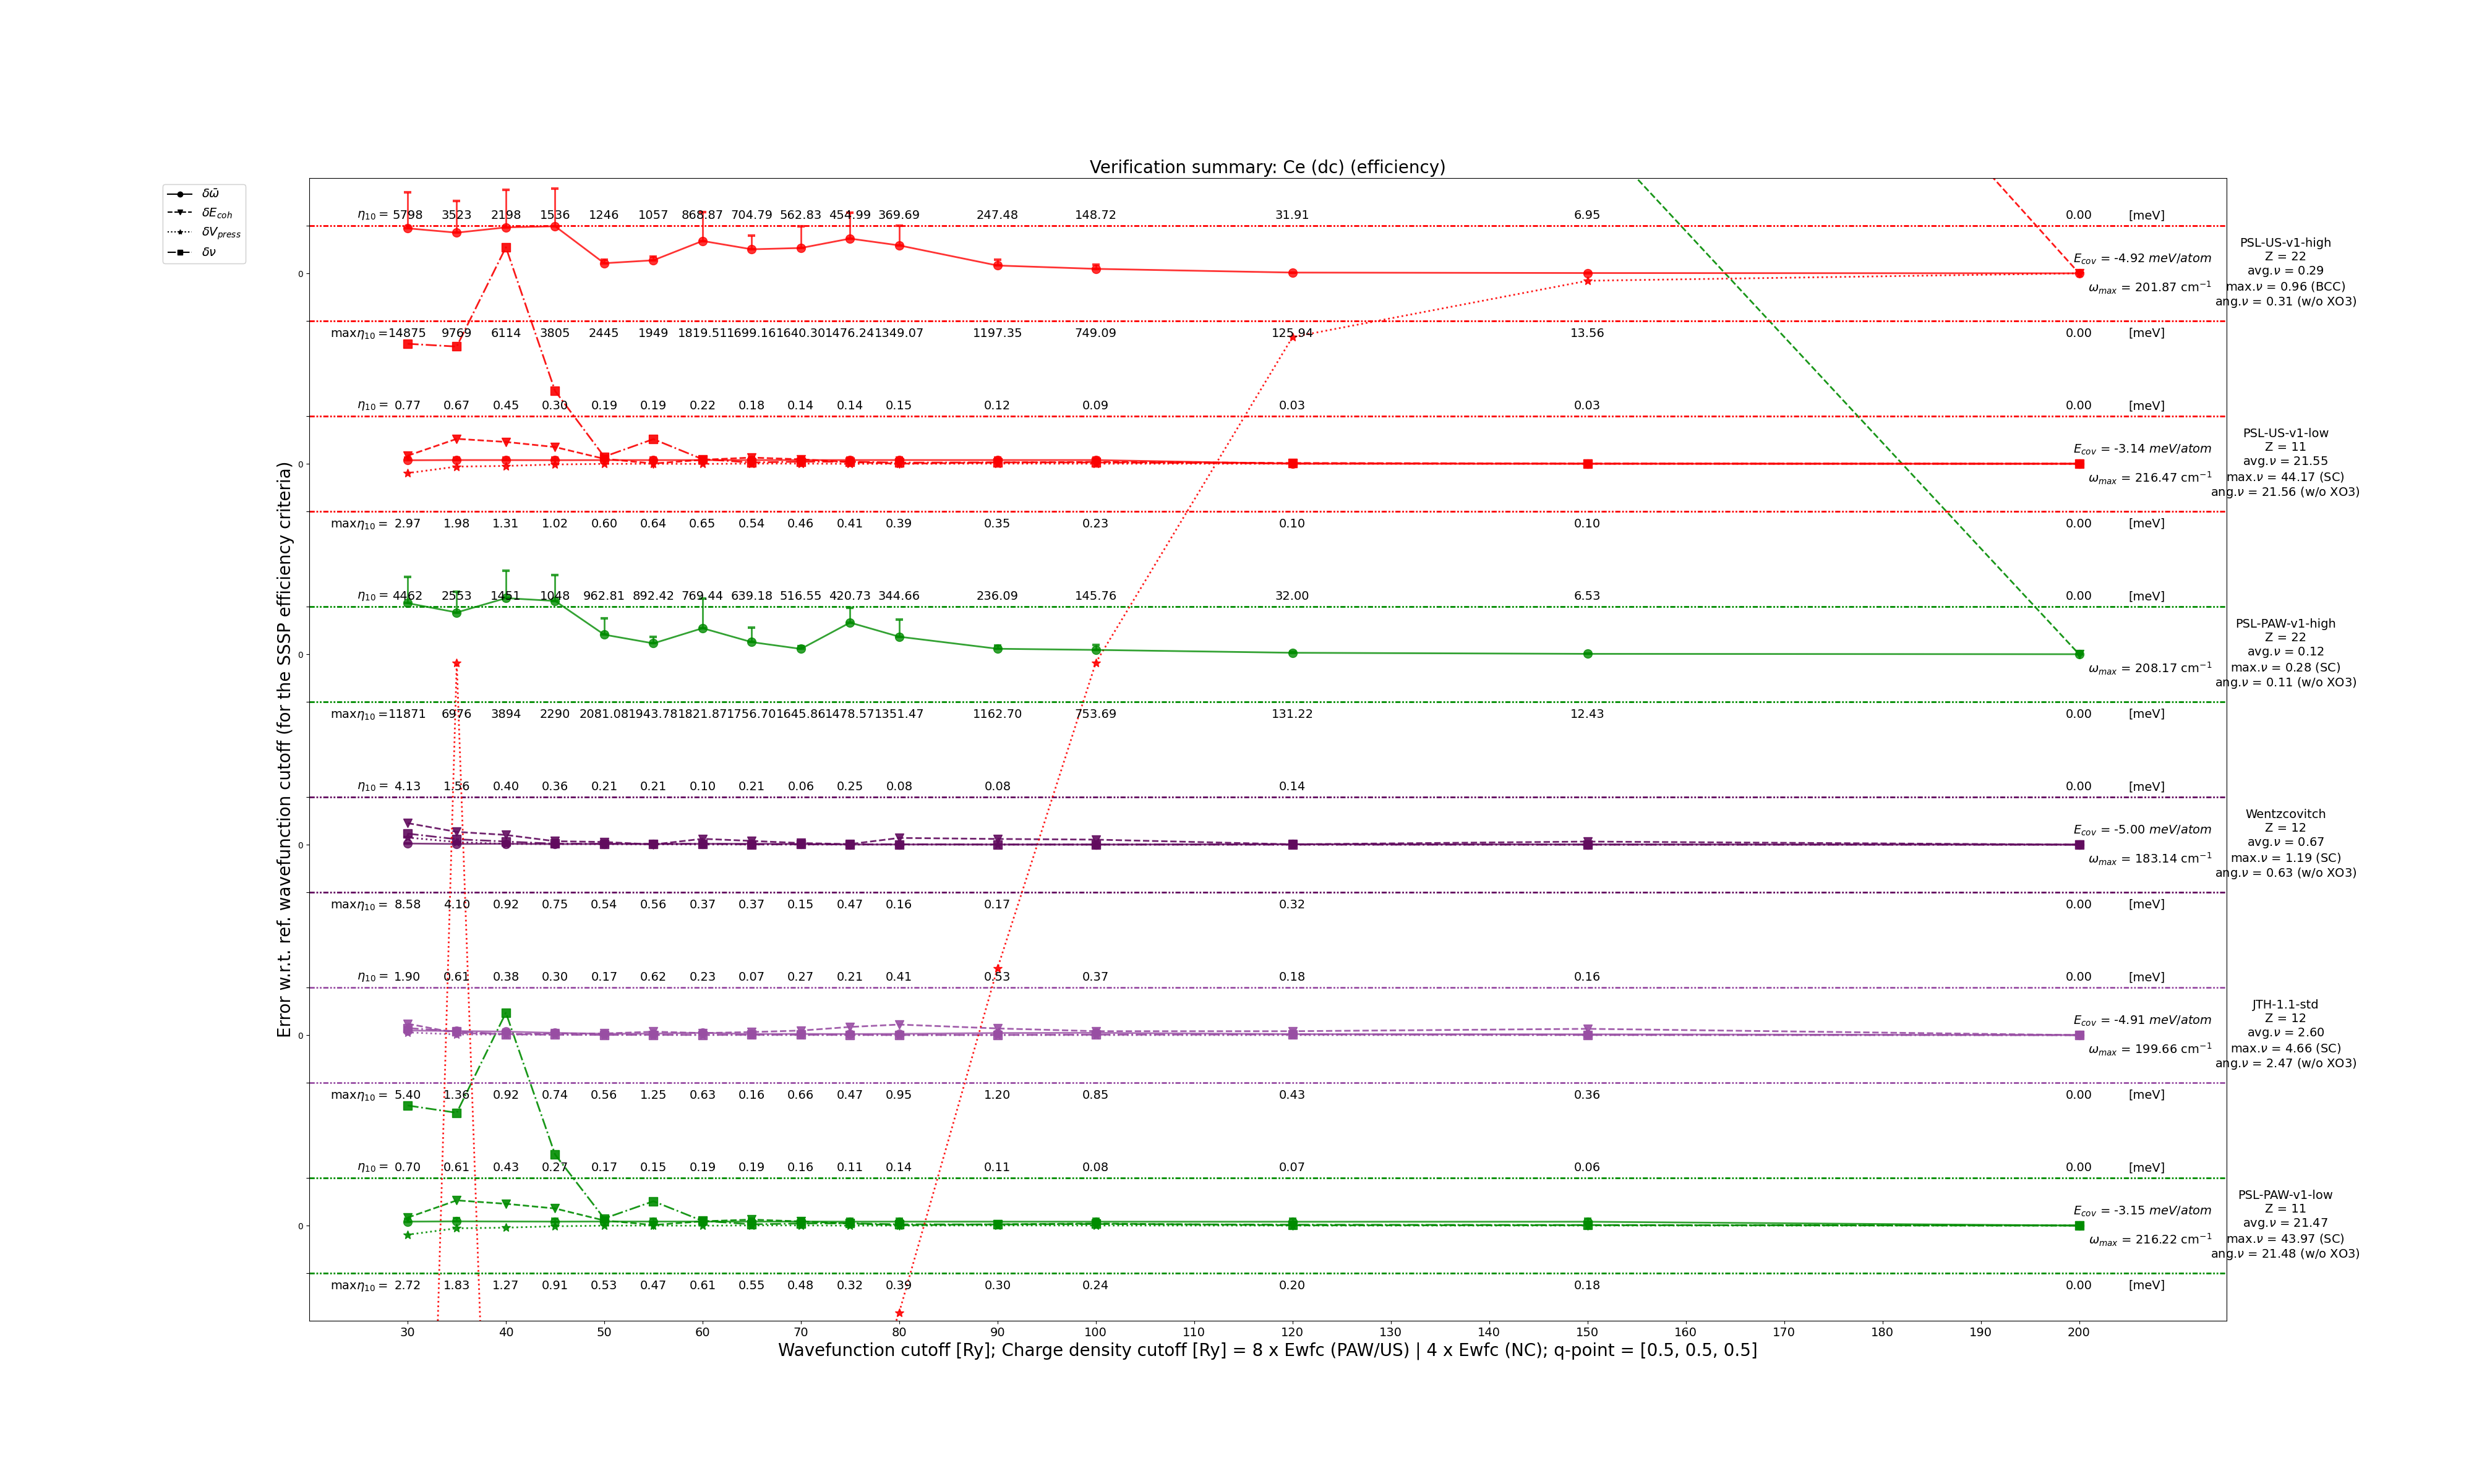 Verification summary: Ce (dc) (efficiency)
δω̄
δE_coh
δV_press
δν
Error w.r.t. ref. wavefunction cutoff (for the SSSP efficiency criteria)
η₁₀ = 5798 3523 2198 1536 1246 1057 868.87 704.79 562.83 454.99 369.69 247.48 148.72 31.91 6.95 0.00 [meV]
0
E_cov = -4.92 meV/atom
ω_max = 201.87 cm⁻¹
PSL-US-v1-high
Z = 22
avg.ν = 0.29
max.ν = 0.96 (BCC)
ang.ν = 0.31 (w/o XO3)
maxη₁₀ = 14875 9769 6114 3805 2445 1949 1819.51 1699.16 1640.30 1476.24 1349.07 1197.35 749.09 125.94 13.56 0.00 [meV]
η₁₀ = 0.77 0.67 0.45 0.30 0.19 0.19 0.22 0.18 0.14 0.14 0.15 0.12 0.09 0.03 0.03 0.00 [meV]
0
E_cov = -3.14 meV/atom
ω_max = 216.47 cm⁻¹
PSL-US-v1-low
Z = 11
avg.ν = 21.55
max.ν = 44.17 (SC)
ang.ν = 21.56 (w/o XO3)
maxη₁₀ = 2.97 1.98 1.31 1.02 0.60 0.64 0.65 0.54 0.46 0.41 0.39 0.35 0.23 0.10 0.10 0.00 [meV]
η₁₀ = 4462 2553 1451 1048 962.81 892.42 769.44 639.18 516.55 420.73 344.66 236.09 145.76 32.00 6.53 0.00 [meV]
0
ω_max = 208.17 cm⁻¹
PSL-PAW-v1-high
Z = 22
avg.ν = 0.12
max.ν = 0.28 (SC)
ang.ν = 0.11 (w/o XO3)
maxη₁₀ = 11871 6976 3894 2290 2081.08 1943.78 1821.87 1756.70 1645.86 1478.57 1351.47 1162.70 753.69 131.22 12.43 0.00 [meV]
η₁₀ = 4.13 1.56 0.40 0.36 0.21 0.21 0.10 0.21 0.06 0.25 0.08 0.08 0.14 0.00 [meV]
0
E_cov = -5.00 meV/atom
ω_max = 183.14 cm⁻¹
Wentzcovitch
Z = 12
avg.ν = 0.67
max.ν = 1.19 (SC)
ang.ν = 0.63 (w/o XO3)
maxη₁₀ = 8.58 4.10 0.92 0.75 0.54 0.56 0.37 0.37 0.15 0.47 0.16 0.17 0.32 0.00 [meV]
η₁₀ = 1.90 0.61 0.38 0.30 0.17 0.62 0.23 0.07 0.27 0.21 0.41 0.53 0.37 0.18 0.16 0.00 [meV]
0
E_cov = -4.91 meV/atom
ω_max = 199.66 cm⁻¹
JTH-1.1-std
Z = 12
avg.ν = 2.60
max.ν = 4.66 (SC)
ang.ν = 2.47 (w/o XO3)
maxη₁₀ = 5.40 1.36 0.92 0.74 0.56 1.25 0.63 0.16 0.66 0.47 0.95 1.20 0.85 0.43 0.36 0.00 [meV]
η₁₀ = 0.70 0.61 0.43 0.27 0.17 0.15 0.19 0.19 0.16 0.11 0.14 0.11 0.08 0.07 0.06 0.00 [meV]
0
E_cov = -3.15 meV/atom
ω_max = 216.22 cm⁻¹
PSL-PAW-v1-low
Z = 11
avg.ν = 21.47
max.ν = 43.97 (SC)
ang.ν = 21.48 (w/o XO3)
maxη₁₀ = 2.72 1.83 1.27 0.91 0.53 0.47 0.61 0.55 0.48 0.32 0.39 0.30 0.24 0.20 0.18 0.00 [meV]
30 40 50 60 70 80 90 100 110 120 130 140 150 160 170 180 190 200
Wavefunction cutoff [Ry]; Charge density cutoff [Ry] = 8 x Ewfc (PAW/US) | 4 x Ewfc (NC); q-point = [0.5, 0.5, 0.5]